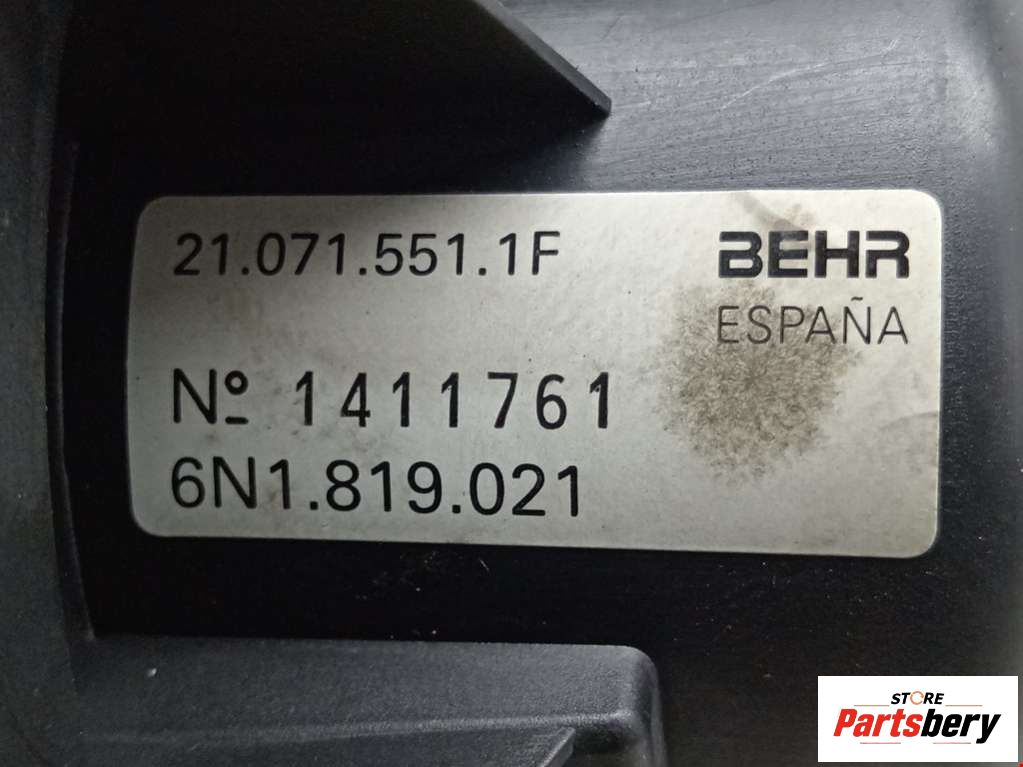 21.071.551.1F
BEHR
ESPAÑA
Nº 1411761
6N1.819.021
STORE
Partsbery